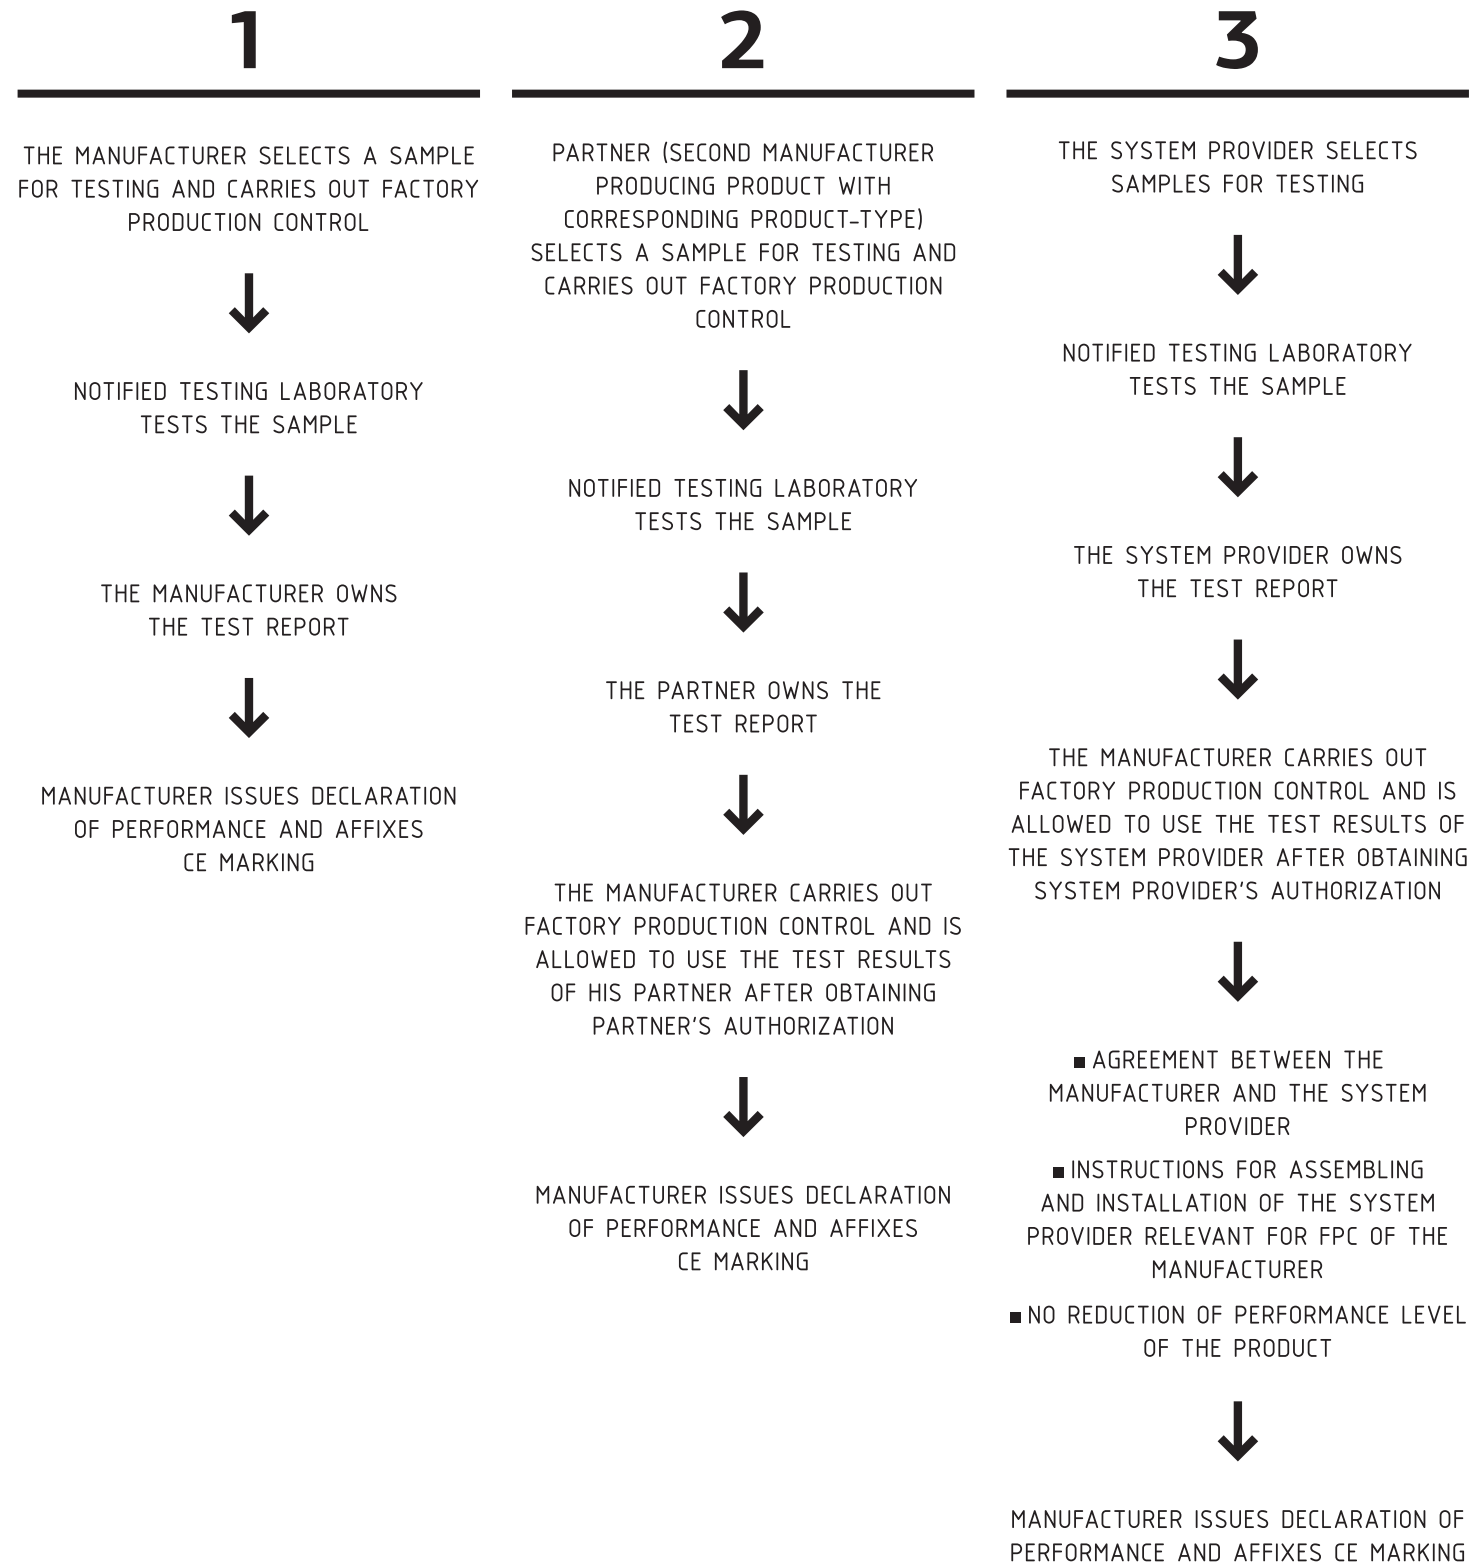 1
THE MANUFACTURER SELECTS A SAMPLE
FOR TESTING AND CARRIES OUT FACTORY
PRODUCTION CONTROL
NOTIFIED TESTING LABORATORY
TESTS THE SAMPLE
THE MANUFACTURER OWNS
THE TEST REPORT
MANUFACTURER ISSUES DECLARATION
OF PERFORMANCE AND AFFIXES
CE MARKING
2
PARTNER (SECOND MANUFACTURER
PRODUCING PRODUCT WITH
CORRESPONDING PRODUCT-TYPE)
SELECTS A SAMPLE FOR TESTING AND
CARRIES OUT FACTORY PRODUCTION
CONTROL
NOTIFIED TESTING LABORATORY
TESTS THE SAMPLE
THE PARTNER OWNS THE
TEST REPORT
THE MANUFACTURER CARRIES OUT
FACTORY PRODUCTION CONTROL AND IS
ALLOWED TO USE THE TEST RESULTS
OF HIS PARTNER AFTER OBTAINING
PARTNER'S AUTHORIZATION
MANUFACTURER ISSUES DECLARATION
OF PERFORMANCE AND AFFIXES
CE MARKING
3
THE SYSTEM PROVIDER SELECTS
SAMPLES FOR TESTING
NOTIFIED TESTING LABORATORY
TESTS THE SAMPLE
THE SYSTEM PROVIDER OWNS
THE TEST REPORT
THE MANUFACTURER CARRIES OUT
FACTORY PRODUCTION CONTROL AND IS
ALLOWED TO USE THE TEST RESULTS OF
THE SYSTEM PROVIDER AFTER OBTAINING
SYSTEM PROVIDER'S AUTHORIZATION
■ AGREEMENT BETWEEN THE
MANUFACTURER AND THE SYSTEM
PROVIDER
■ INSTRUCTIONS FOR ASSEMBLING
AND INSTALLATION OF THE SYSTEM
PROVIDER RELEVANT FOR FPC OF THE
MANUFACTURER
■ NO REDUCTION OF PERFORMANCE LEVEL
OF THE PRODUCT
MANUFACTURER ISSUES DECLARATION OF
PERFORMANCE AND AFFIXES CE MARKING